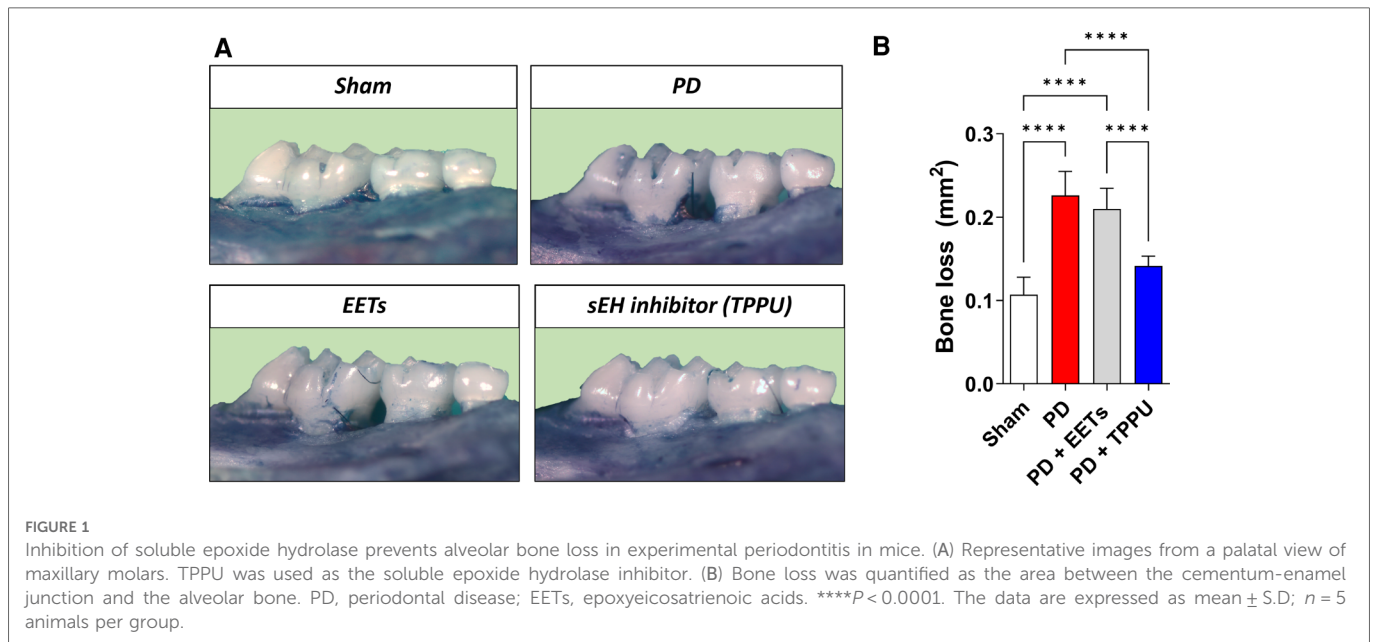 A
Sham
PD
EETs
sEH inhibitor (TPPU)
B
****
****
**** ****
Bone loss (mm²)
0.3
0.2
0.1
0.0
Sham
PD
PD + EETs
PD + TPPU
FIGURE 1
Inhibition of soluble epoxide hydrolase prevents alveolar bone loss in experimental periodontitis in mice. (A) Representative images from a palatal view of
maxillary molars. TPPU was used as the soluble epoxide hydrolase inhibitor. (B) Bone loss was quantified as the area between the cementum-enamel
junction and the alveolar bone. PD, periodontal disease; EETs, epoxyeicosatrienoic acids. ****P < 0.0001. The data are expressed as mean ± S.D; n = 5
animals per group.